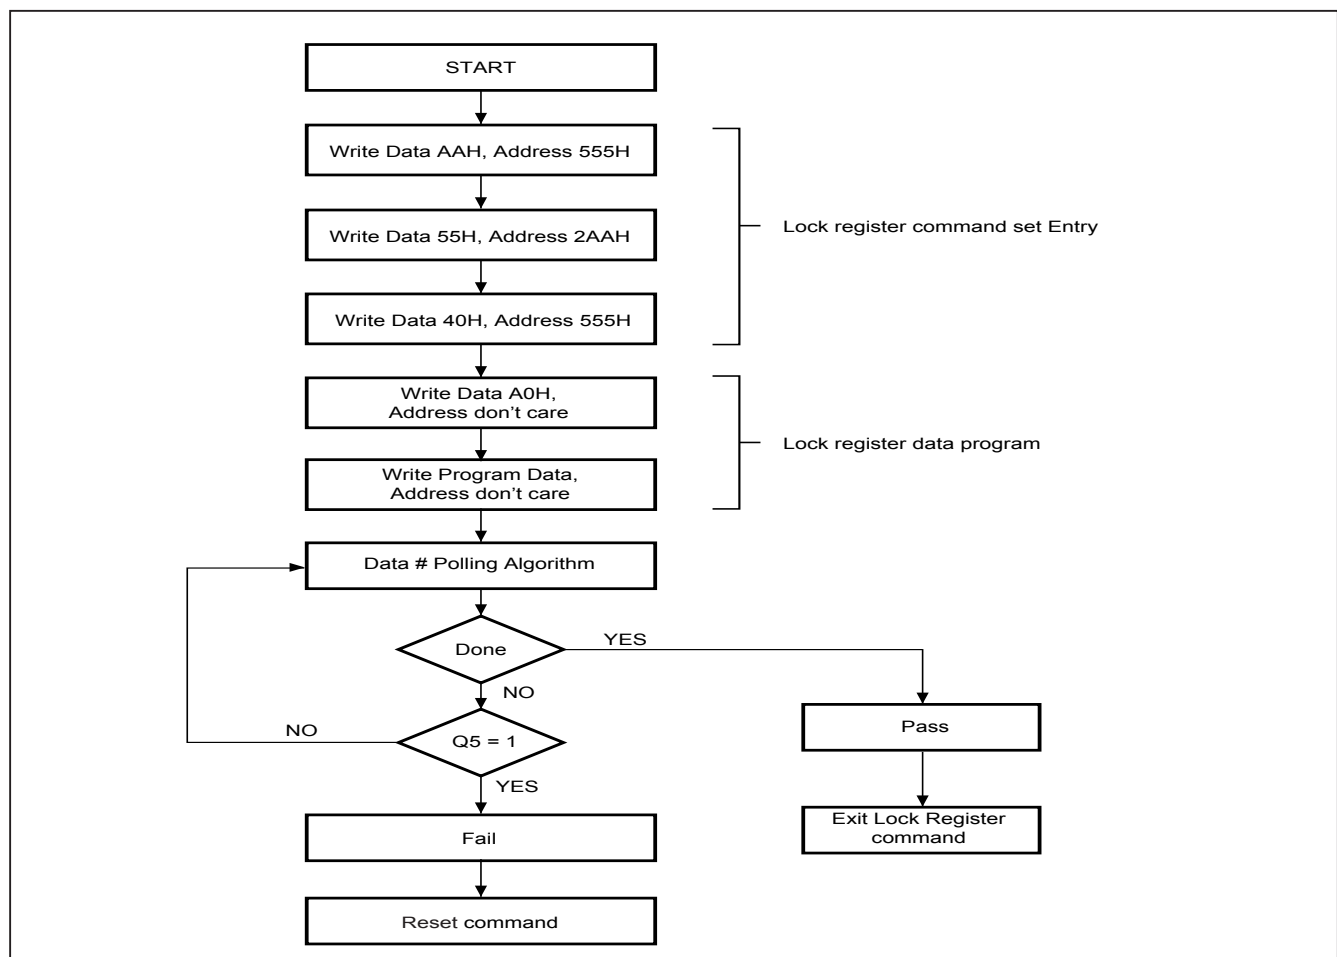 START
Write Data AAH, Address 555H
Write Data 55H, Address 2AAH
Lock register command set Entry
Write Data 40H, Address 555H
Write Data A0H,
Address don't care
Lock register data program
Write Program Data,
Address don't care
Data # Polling Algorithm
Done
YES
NO
Q5 = 1
NO
YES
Pass
Fail
Exit Lock Register
command
Reset command